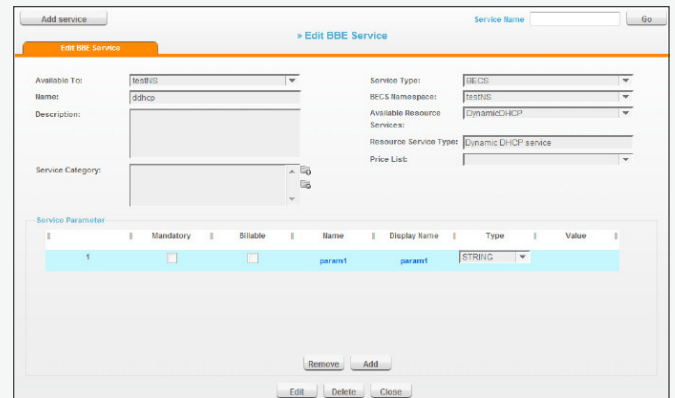 Add service
Service Name
Go
» Edit BBE Service
Edit BBE Service
Available To:
testNS
Service Type:
BECS
Name:
ddhcp
BECS Namespace:
testNS
Description:
Available Resource
Services:
DynamicDHCP
Resource Service Type:
Dynamic DHCP service
Price List:
Service Category:
Service Parameter
Mandatory
Billable
Name
Display Name
Type
Value
1
param1
param1
STRING
Remove
Add
Edit
Delete
Close